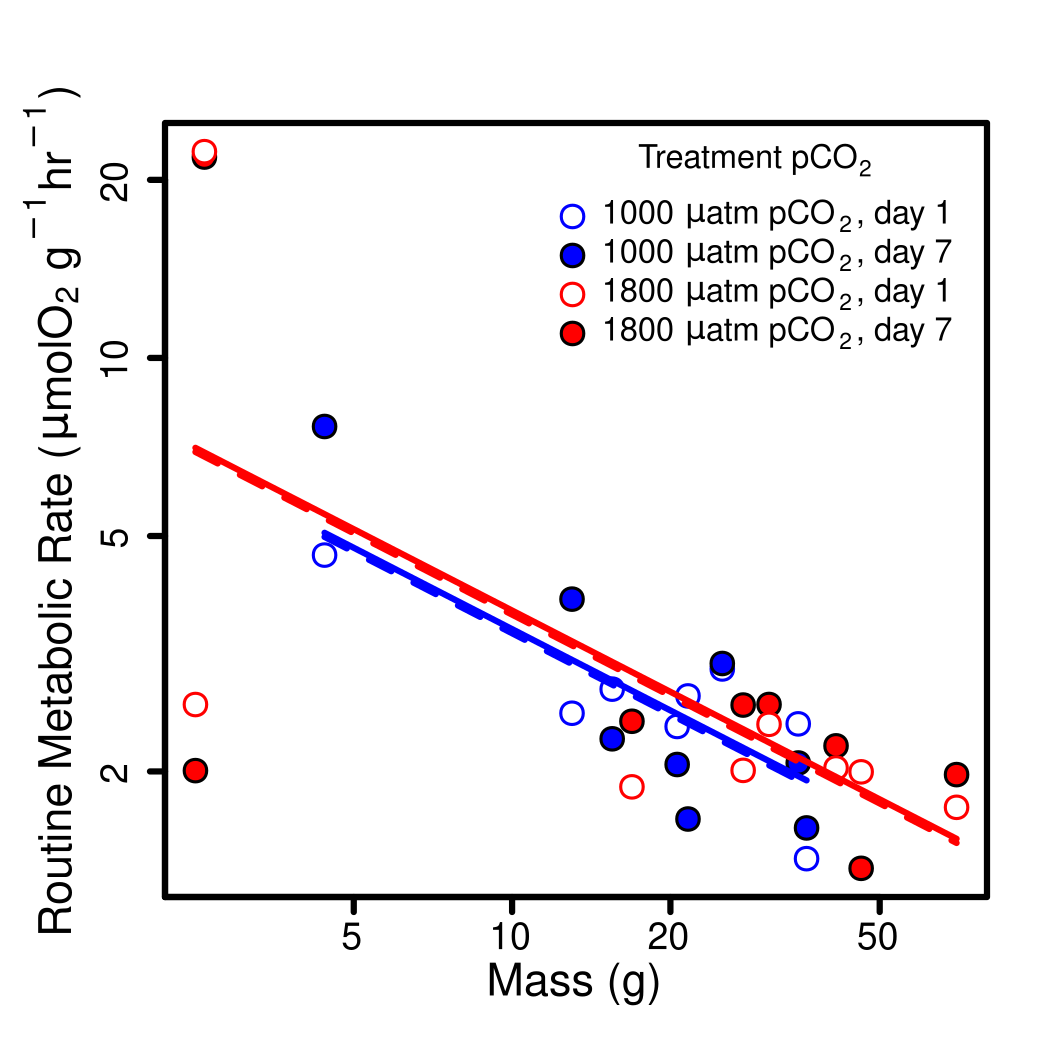 Routine Metabolic Rate (µmolO₂ g⁻¹hr⁻¹)
20
10
5
2
Treatment pCO₂
1000 µatm pCO₂, day 1
1000 µatm pCO₂, day 7
1800 µatm pCO₂, day 1
1800 µatm pCO₂, day 7
5 10 20 50
Mass (g)